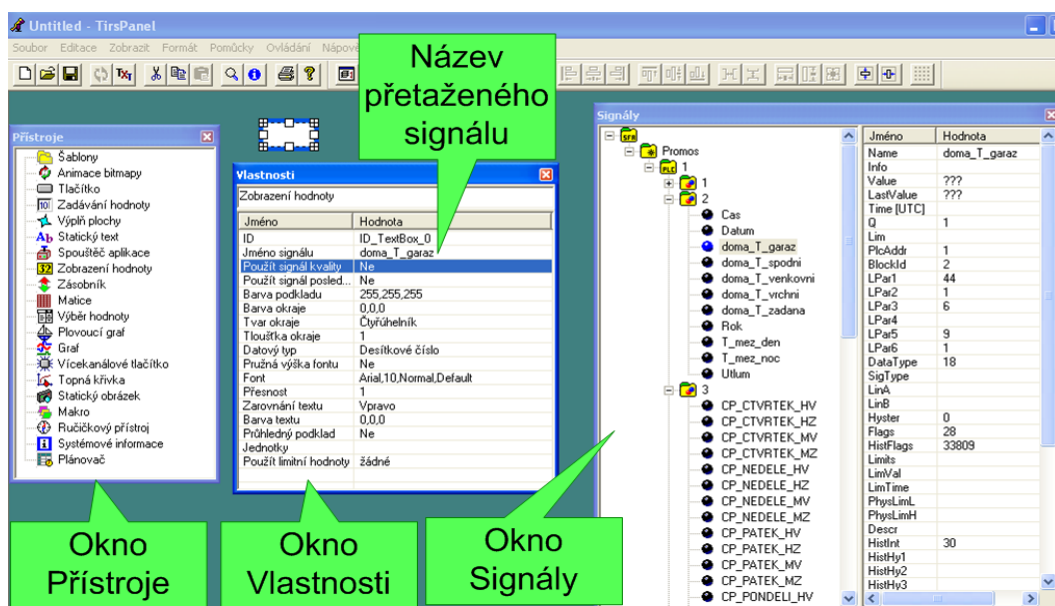 Untitled - TirsPanel
Soubor Editace Zobrazit Formát Pomůcky Ovládání
Název
přetaženého
signálu
Přístroje
Šablony
Animace bitmapy
Tlačítko
Zadávání hodnoty
Výplň plochy
Statický text
Spouštěč aplikace
Zobrazení hodnoty
Zásobník
Matice
Výběr hodnoty
Plovoucí graf
Graf
Vícekanálové tlačítko
Topná křivka
Statický obrázek
Makro
Ručičkový přístroj
Systémové informace
Plánovač
Vlastnosti
Zobrazení hodnoty
Jméno Hodnota
ID ID_TextBox_0
Jméno signálu doma_T_garaz
Použít signál kvality Ne
Použít signál posled... Ne
Barva podkladu 255,255,255
Barva okraje 0,0,0
Tvar okraje Čtyřúhelník
Tloušťka okraje 1
Datový typ Desítkové číslo
Pružná výška fontu Ne
Font Arial,10,Normal,Default
Přesnost 1
Zarovnání textu Vpravo
Barva textu 0,0,0
Průhledný podklad Ne
Jednotky
Použít limitní hodnoty žádné
Signály
Promos
1
1
2
Cas
Datum
doma_T_garaz
doma_T_spodni
doma_T_venkovni
doma_T_vrchni
doma_T_zadana
Rok
T_mez_den
T_mez_noc
Utlum
3
CP_CTVRTEK_HV
CP_CTVRTEK_HZ
CP_CTVRTEK_MV
CP_CTVRTEK_MZ
CP_NEDELE_HV
CP_NEDELE_HZ
CP_NEDELE_MV
CP_NEDELE_MZ
CP_PATEK_HV
CP_PATEK_HZ
CP_PATEK_MV
CP_PATEK_MZ
CP_PONDELI_HV
Jméno Hodnota
Name doma_T_garaz
Info
Value ???
LastValue ???
Time [UTC]
Q 1
Lim
PlcAddr 1
BlockId 2
LPar1 44
LPar2 1
LPar3 6
LPar4
LPar5 9
LPar6 1
DataType 18
SigType
LinA
LinB
Hyster 0
Flags 28
HistFlags 33809
Limits
LimVal
LimTime
PhysLimL
PhysLimH
Descr
HistInt 30
HistHy1
HistHy2
HistHy3
Okno
Přístroje
Okno
Vlastnosti
Okno
Signály